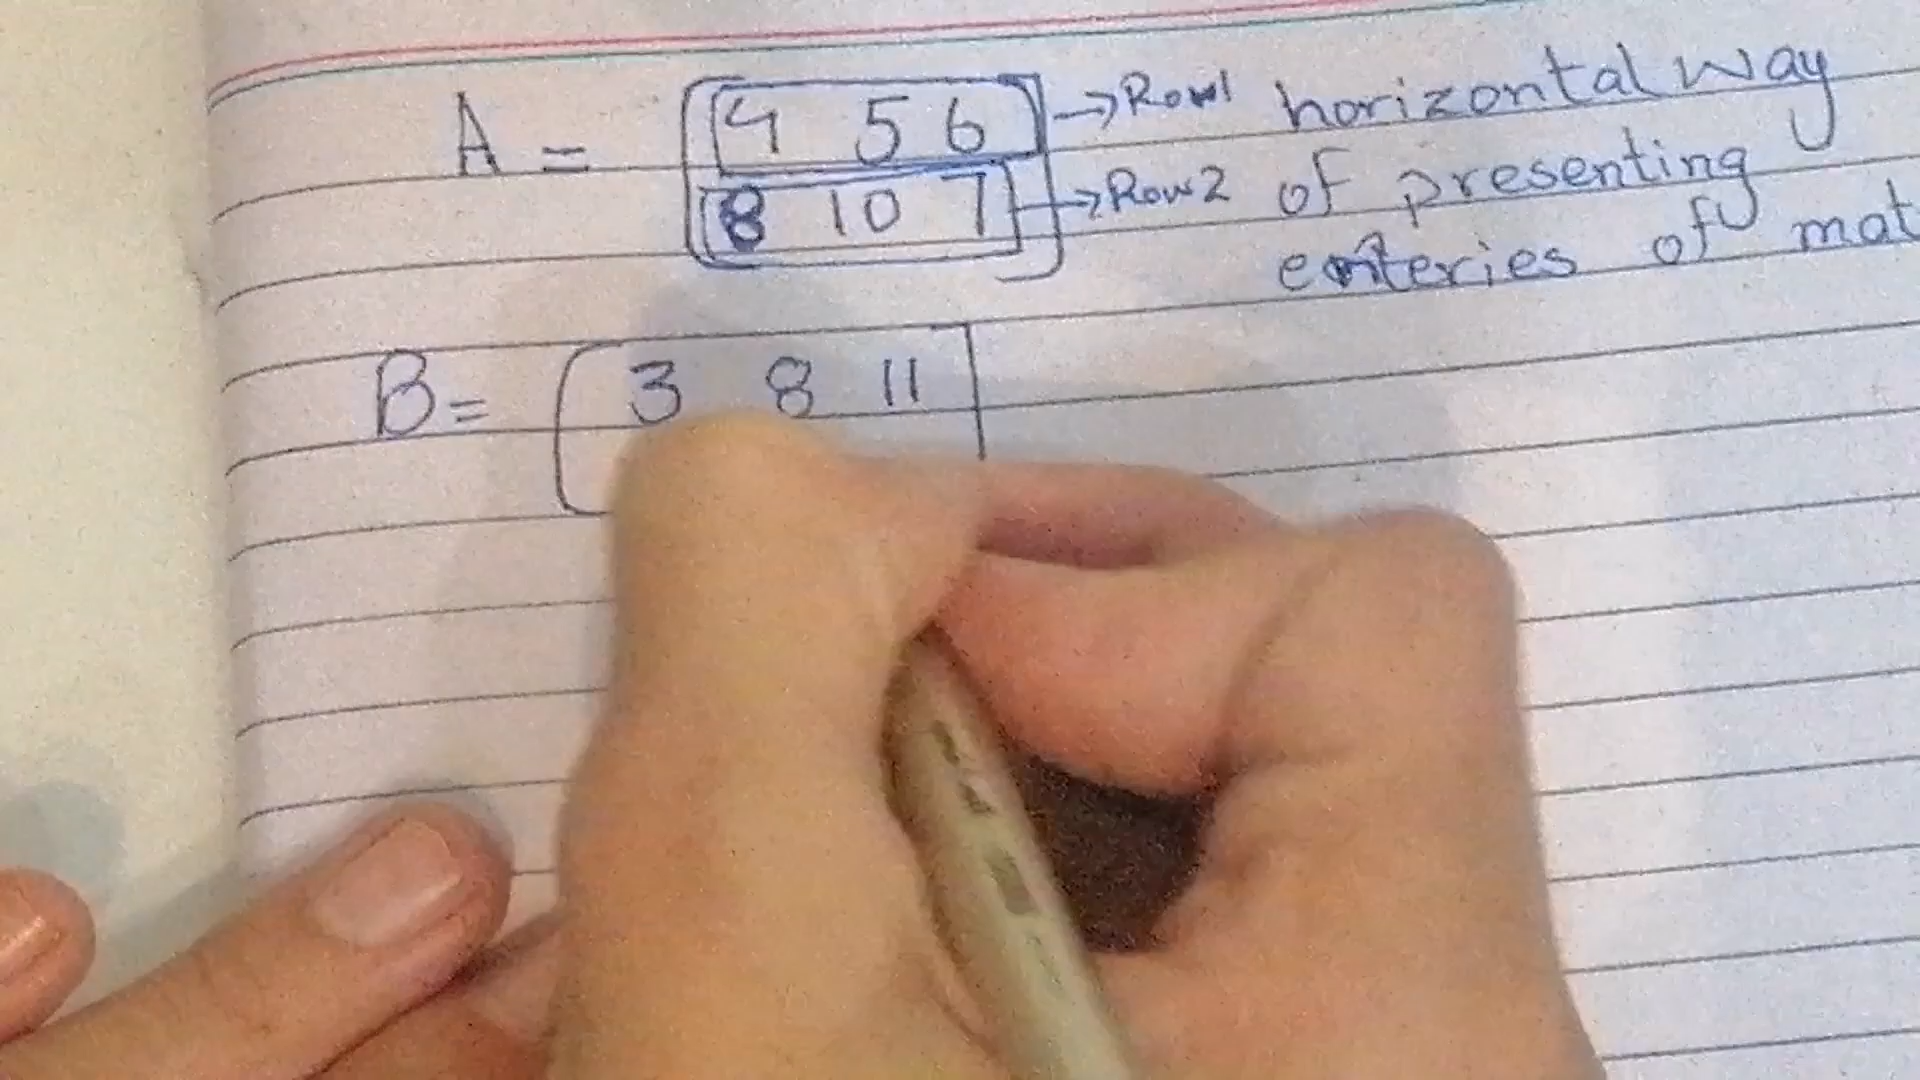 A = 4 5 6 → Row1 horizontal way
8 10 7 → Row2 of presenting
enteries of mat
B = 3 8 11